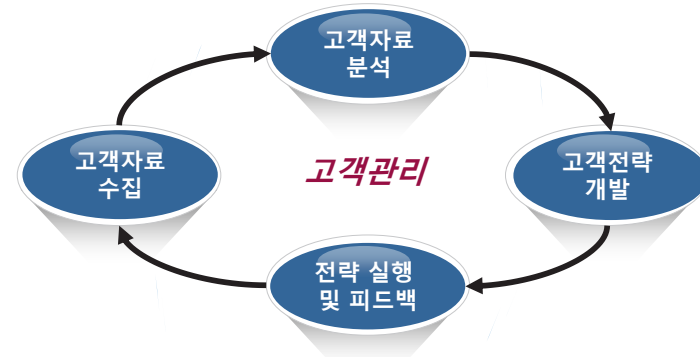 고객자료
분석
고객자료
수집
고객관리
고객전략
개발
전략 실행
및 피드백